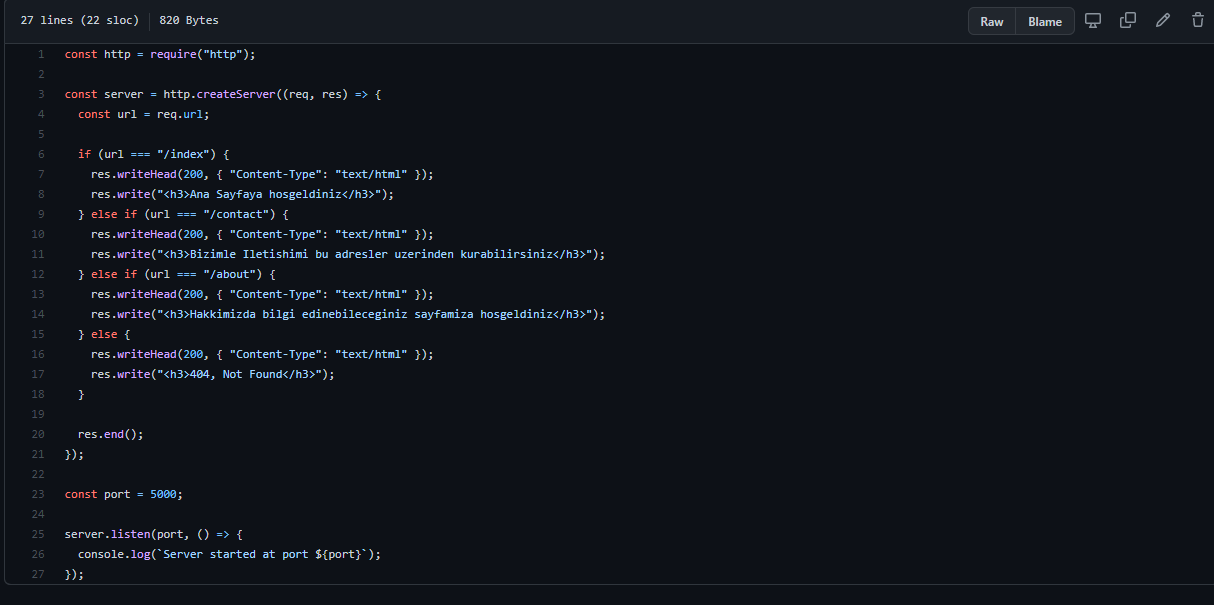 27 lines (22 sloc) 820 Bytes Raw Blame
1 const http = require("http");
2
3 const server = http.createServer((req, res) => {
4   const url = req.url;
5
6   if (url === "/index") {
7     res.writeHead(200, { "Content-Type": "text/html" });
8     res.write("<h3>Ana Sayfaya hosgeldiniz</h3>");
9   } else if (url === "/contact") {
10     res.writeHead(200, { "Content-Type": "text/html" });
11     res.write("<h3>Bizimle Iletishimi bu adresler uzerinden kurabilirsiniz</h3>");
12   } else if (url === "/about") {
13     res.writeHead(200, { "Content-Type": "text/html" });
14     res.write("<h3>Hakkimizda bilgi edinebileceginiz sayfamiza hosgeldiniz</h3>");
15   } else {
16     res.writeHead(200, { "Content-Type": "text/html" });
17     res.write("<h3>404, Not Found</h3>");
18   }
19
20   res.end();
21 });
22
23 const port = 5000;
24
25 server.listen(port, () => {
26   console.log(`Server started at port ${port}`);
27 });